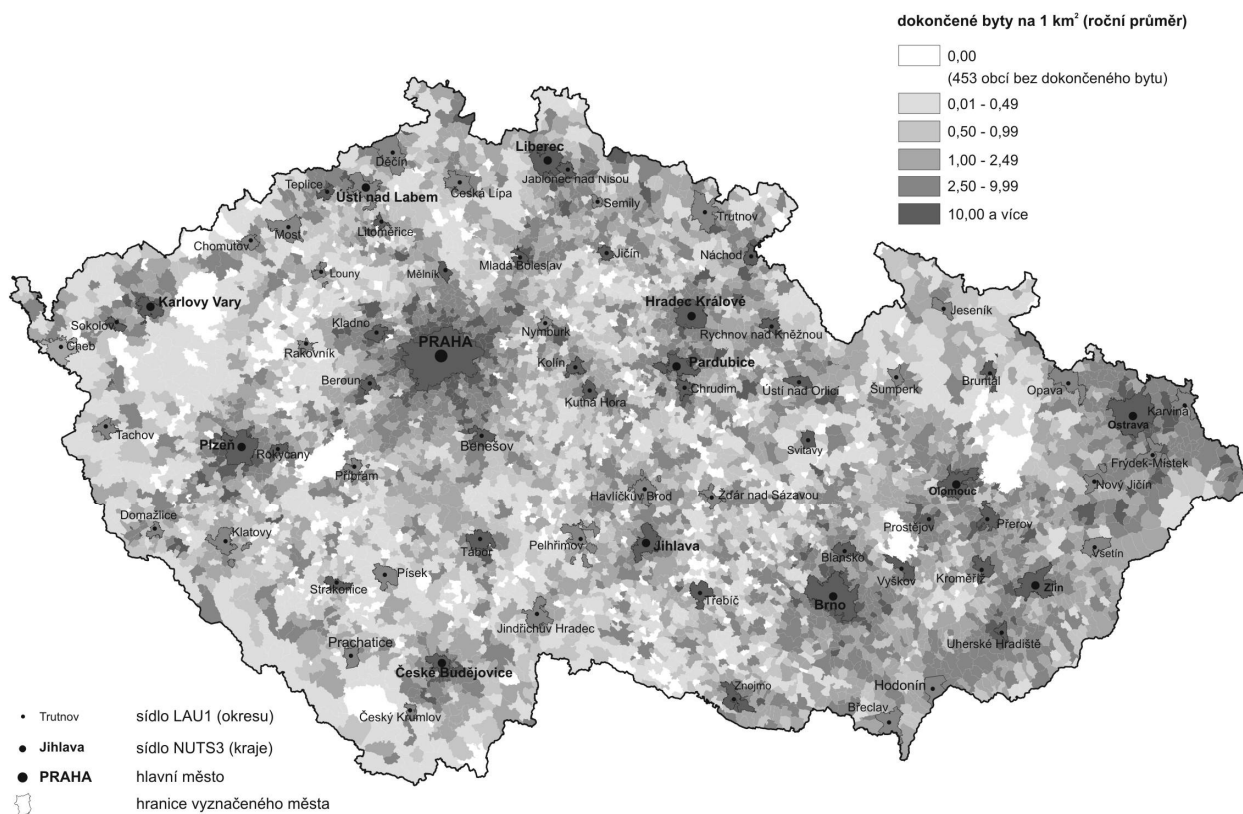 dokončené byty na 1 km² (roční průměr)
0,00
(453 obcí bez dokončeného bytu)
0,01 - 0,49
0,50 - 0,99
1,00 - 2,49
2,50 - 9,99
10,00 a více
Liberec
Děčín
Jablonec nad Nisou
Teplice
Ústí nad Labem
Česká Lípa
Semily
Trutnov
Most
Litoměřice
Chomutov
Jičín
Náchod
Louny
Mělník
Mladá Boleslav
Karlovy Vary
Hradec Králové
Jeseník
Sokolov
Kladno
Nymburk
Rychnov nad Kněžnou
Cheb
Rakovník
PRAHA
Kolín
Pardubice
Beroun
Chrudim
Ústí nad Orlicí
Šumperk
Bruntál
Opava
Kutná Hora
Karviná
Ostrava
Tachov
Plzeň
Rokycany
Benešov
Svitavy
Příbram
Frýdek-Místek
Havlíčkův Brod
Žďár nad Sázavou
Olomouc
Nový Jičín
Domažlice
Klatovy
Prostějov
Přerov
Tábor
Pelhřimov
Jihlava
Blansko
Vsetín
Písek
Vyškov
Kroměříž
Strakonice
Třebíč
Brno
Zlín
Jindřichův Hradec
Uherské Hradiště
Prachatice
České Budějovice
Znojmo
Hodonín
Břeclav
Český Krumlov
Trutnov sídlo LAU1 (okresu)
Jihlava sídlo NUTS3 (kraje)
PRAHA hlavní město
hranice vyznačeného města